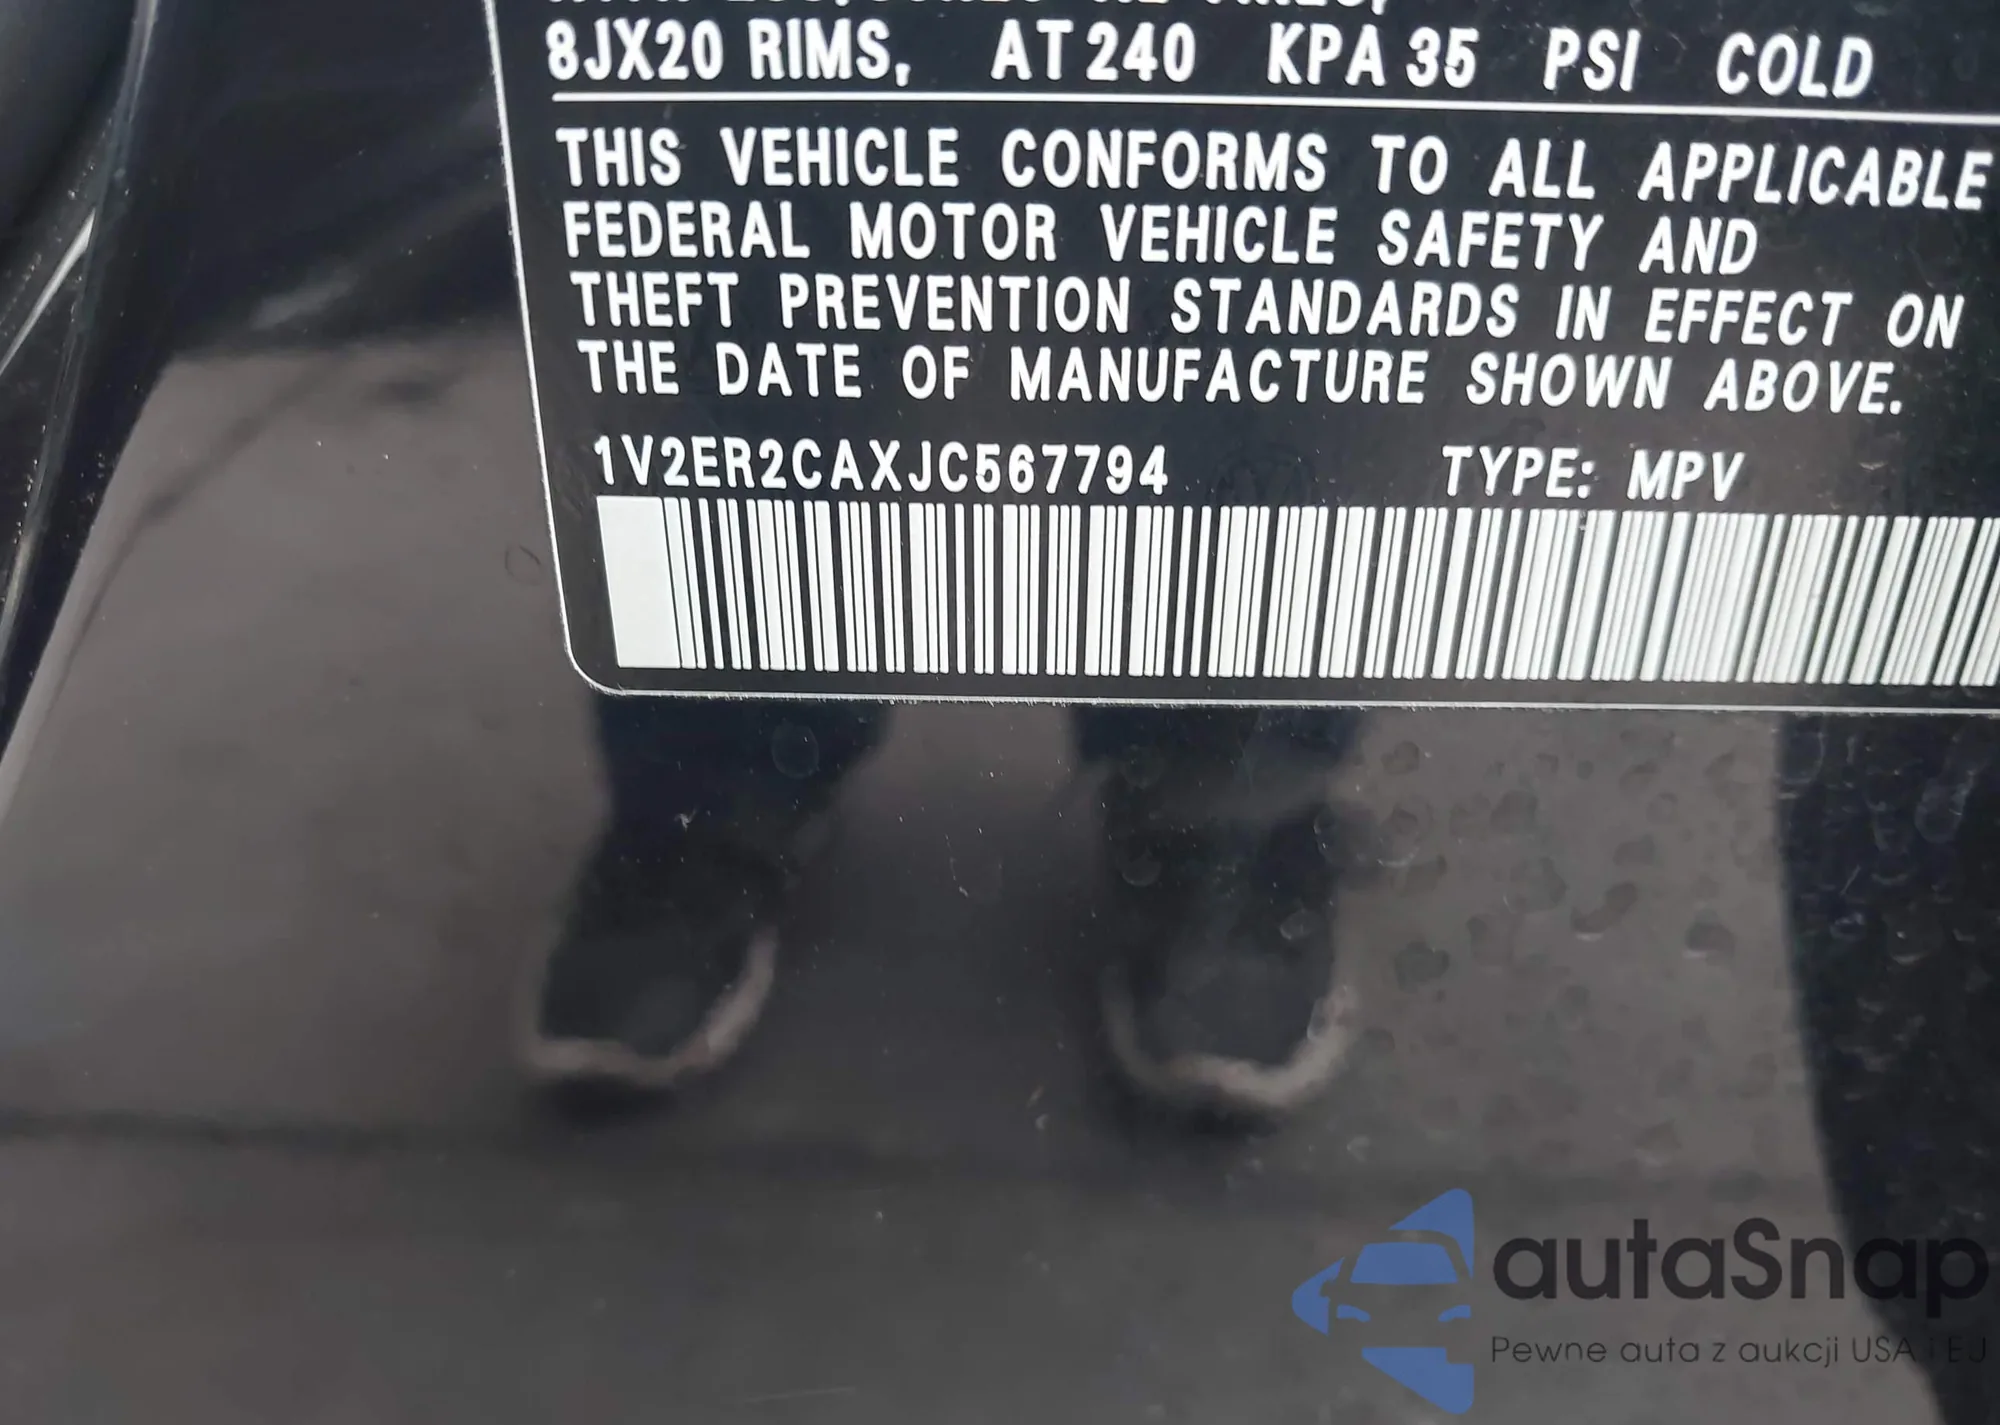 8JX20 RIMS, AT 240 KPA 35 PSI COLD
THIS VEHICLE CONFORMS TO ALL APPLICABLE
FEDERAL MOTOR VEHICLE SAFETY AND
THEFT PREVENTION STANDARDS IN EFFECT ON
THE DATE OF MANUFACTURE SHOWN ABOVE.
1V2ER2CAXJC567794 TYPE: MPV
autaSnap
Pewne auta z aukcji USA i EU